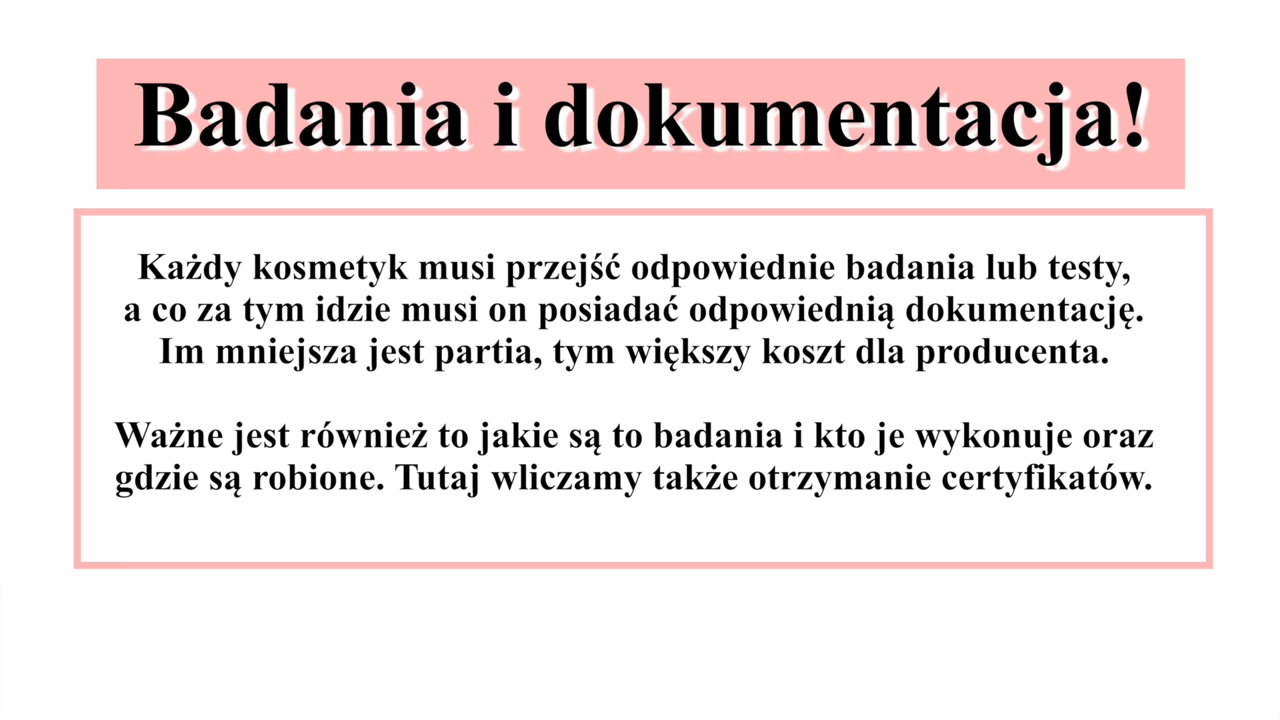 Badania i dokumentacja!
Każdy kosmetyk musi przejść odpowiednie badania lub testy,
a co za tym idzie musi on posiadać odpowiednią dokumentację.
Im mniejsza jest partia, tym większy koszt dla producenta.
Ważne jest również to jakie są to badania i kto je wykonuje oraz
gdzie są robione. Tutaj wliczamy także otrzymanie certyfikatów.